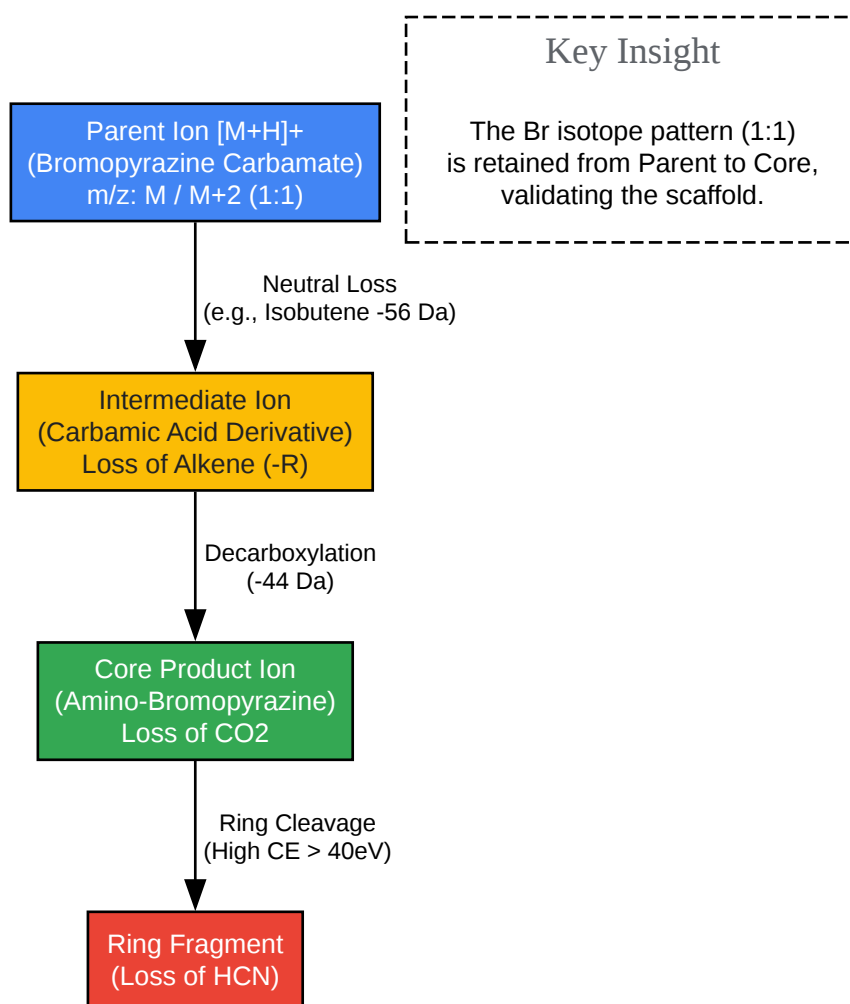 Key Insight
The Br isotope pattern (1:1)
is retained from Parent to Core,
validating the scaffold.
Parent Ion [M+H]+
(Bromopyrazine Carbamate)
m/z: M / M+2 (1:1)
Neutral Loss
(e.g., Isobutene -56 Da)
Intermediate Ion
(Carbamic Acid Derivative)
Loss of Alkene (-R)
Decarboxylation
(-44 Da)
Core Product Ion
(Amino-Bromopyrazine)
Loss of CO2
Ring Cleavage
(High CE > 40eV)
Ring Fragment
(Loss of HCN)